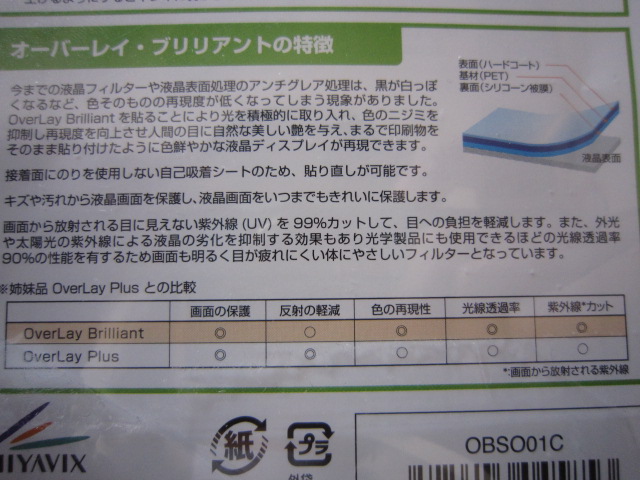 オーバーレイ・ブリリアントの特徴
今までの液晶フィルターや液晶表面処理のアンチグレア処理は、黒が白っぽ
くなるなど、色そのものの再現度が低くなってしまう現象がありました。
OverLay Brilliant を貼ることにより光を積極的に取り入れ、色のニジミを
抑制し再現度を向上させ人間の目に自然な美しい艶を与え、まるで印刷物を
そのまま貼り付けたように色鮮やかな液晶ディスプレイが再現できます。
接着面にのりを使用しない自己吸着シートのため、貼り直しが可能です。
キズや汚れから液晶画面を保護し、液晶画面をいつまでもきれいに保護します。
画面から放射される目に見えない紫外線(UV)を99%カットして、目への負担を軽減します。また、外光
や太陽光の紫外線による液晶の劣化を抑制する効果もあり光学製品にも使用できるほどの光線透過率
90%の性能を有するため画面も明るく目が疲れにくい体にやさしいフィルターとなっています。
表面(ハードコート)
基材(PET)
裏面(シリコーン被膜)
液晶表面
※姉妹品 OverLay Plus との比較
画面の保護 反射の軽減 色の再現性 光線透過率 紫外線*カット
OverLay Brilliant ◎ ○ ◎ ◎ ◎
OverLay Plus ◎ ◎ ○ ○ ○
*:画面から放射される紫外線
MIYAVIX
紙
プラ
外袋
OBSO01C